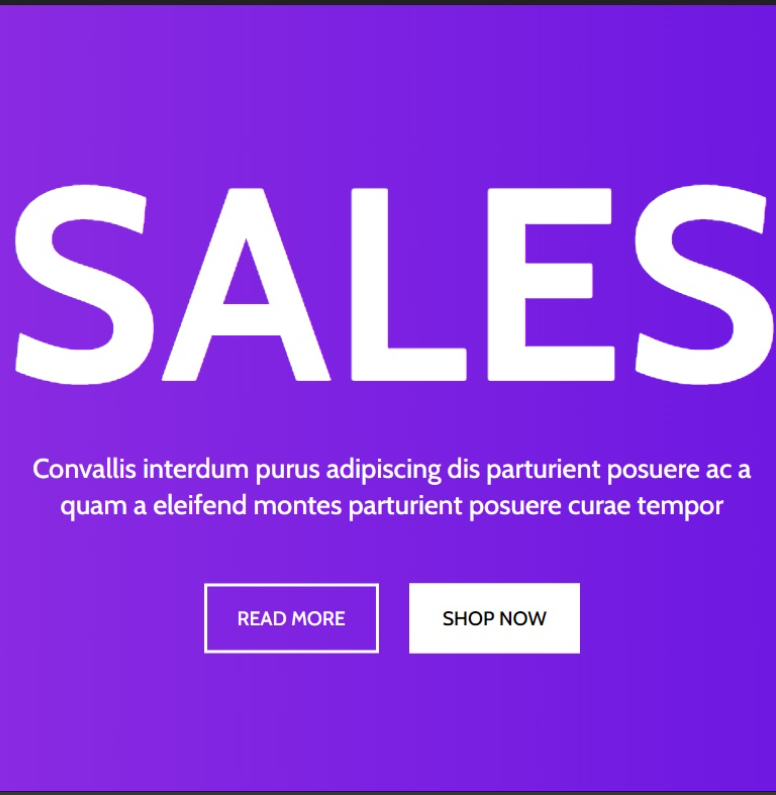 SALES
Convallis interdum purus adipiscing dis parturient posuere ac a
quam a eleifend montes parturient posuere curae tempor
READ MORE
SHOP NOW